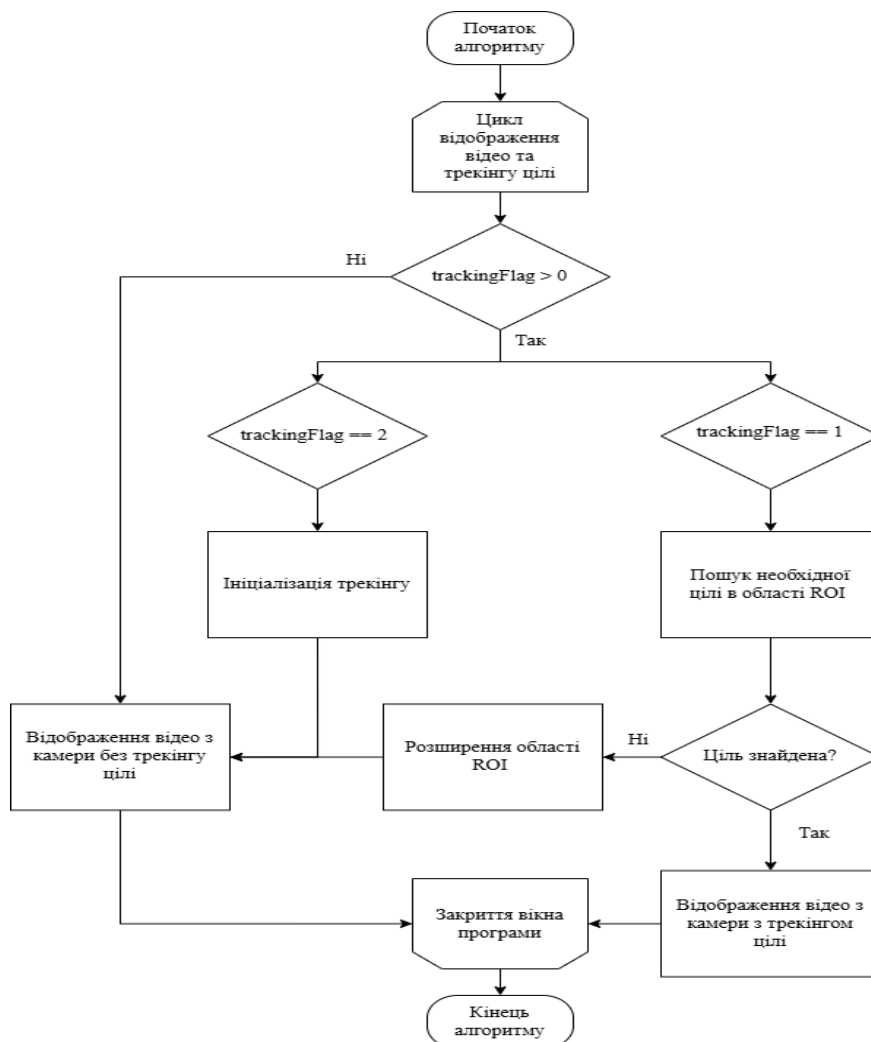 Початок
алгоритму
Цикл
відображення
відео та
трекінгу цілі
trackingFlag > 0
Ні
Так
trackingFlag == 2
trackingFlag == 1
Ініціалізація трекінгу
Пошук необхідної
цілі в області ROI
Відображення відео з
камери без трекінгу
цілі
Розширення області
ROI
Ні
Ціль знайдена?
Так
Закриття вікна
програми
Відображення відео з
камери з трекінгом
цілі
Кінець
алгоритму